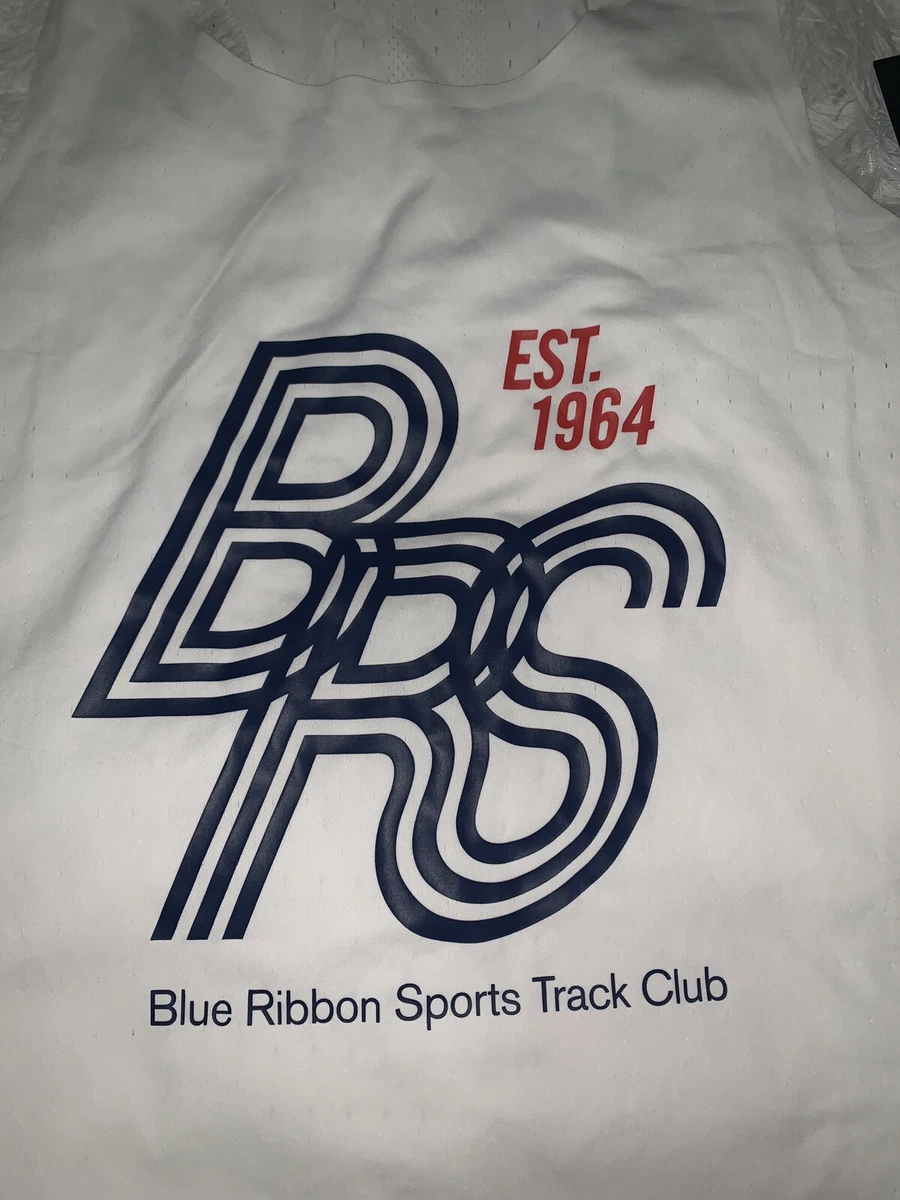 EST.
1964
BRS
Blue Ribbon Sports Track Club